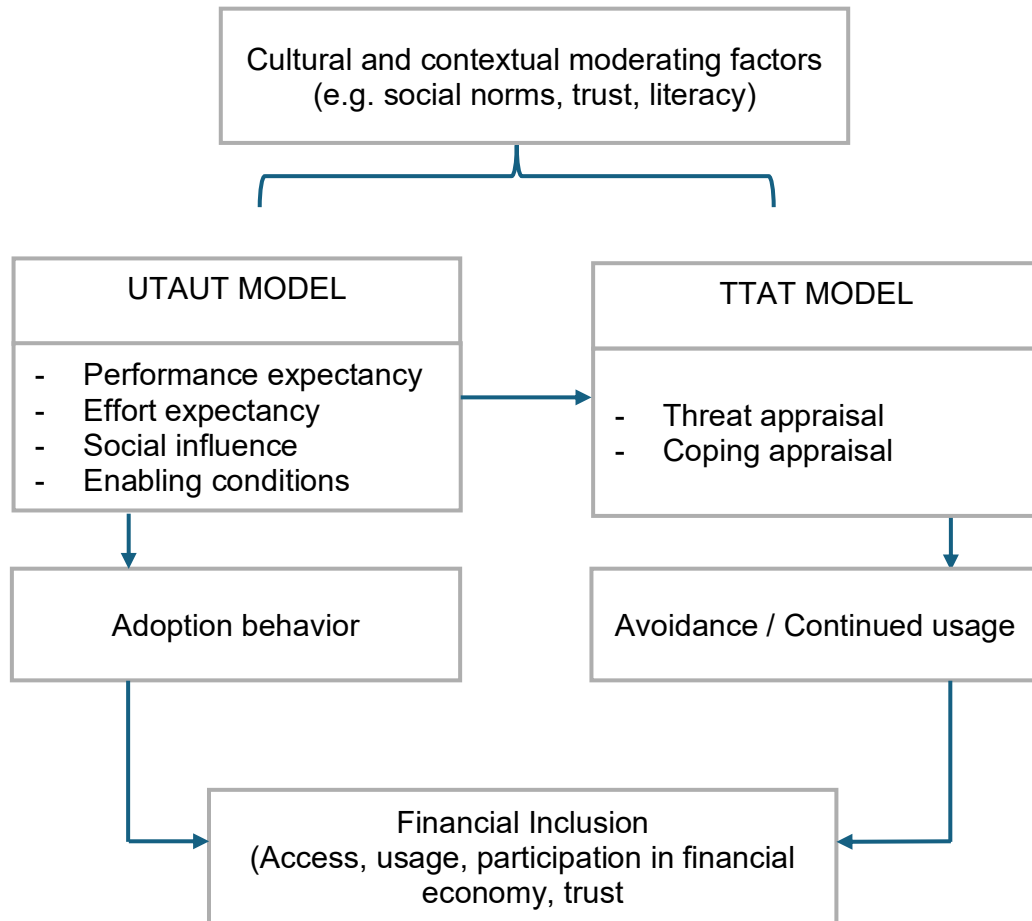 Cultural and contextual moderating factors
(e.g. social norms, trust, literacy)
UTAUT MODEL
- Performance expectancy
- Effort expectancy
- Social influence
- Enabling conditions
TTAT MODEL
- Threat appraisal
- Coping appraisal
Adoption behavior
Avoidance / Continued usage
Financial Inclusion
(Access, usage, participation in financial
economy, trust